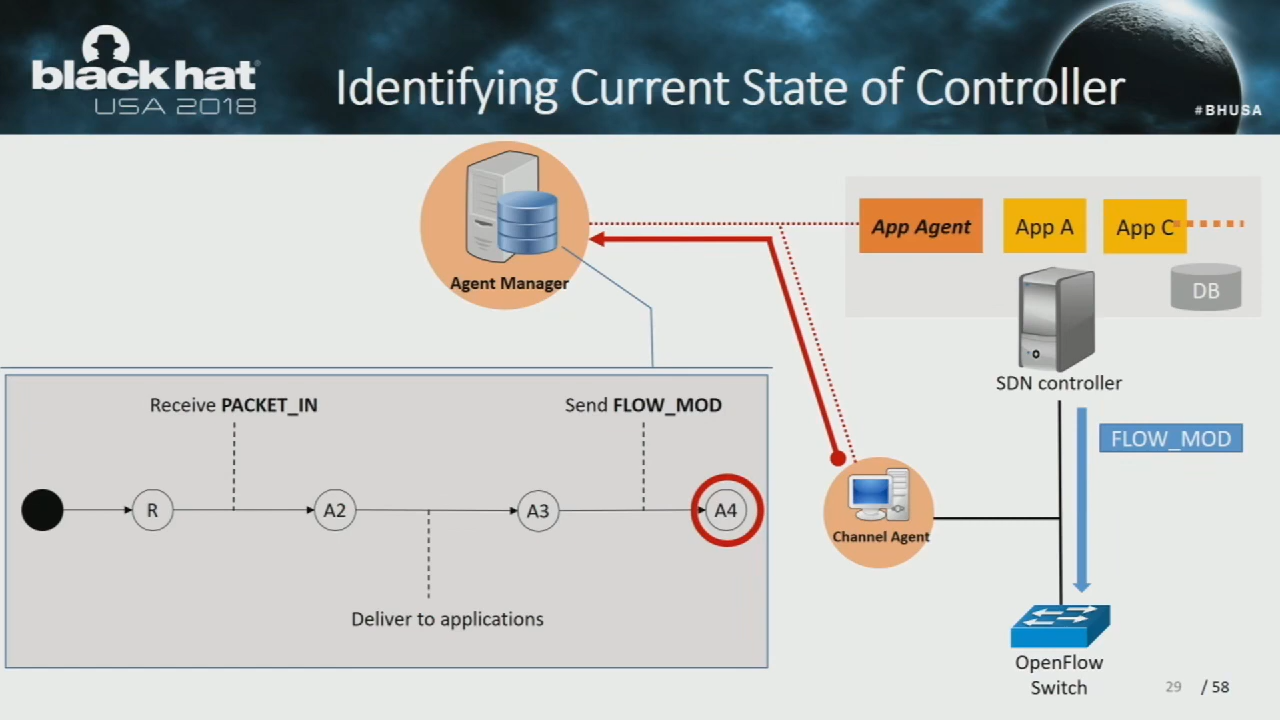 black hat
USA 2018
Identifying Current State of Controller
#BHUSA
Agent Manager
App Agent
App A
App C
DB
SDN controller
Receive PACKET_IN
Send FLOW_MOD
FLOW_MOD
R
A2
A3
A4
Channel Agent
Deliver to applications
OpenFlow
Switch
29 / 58